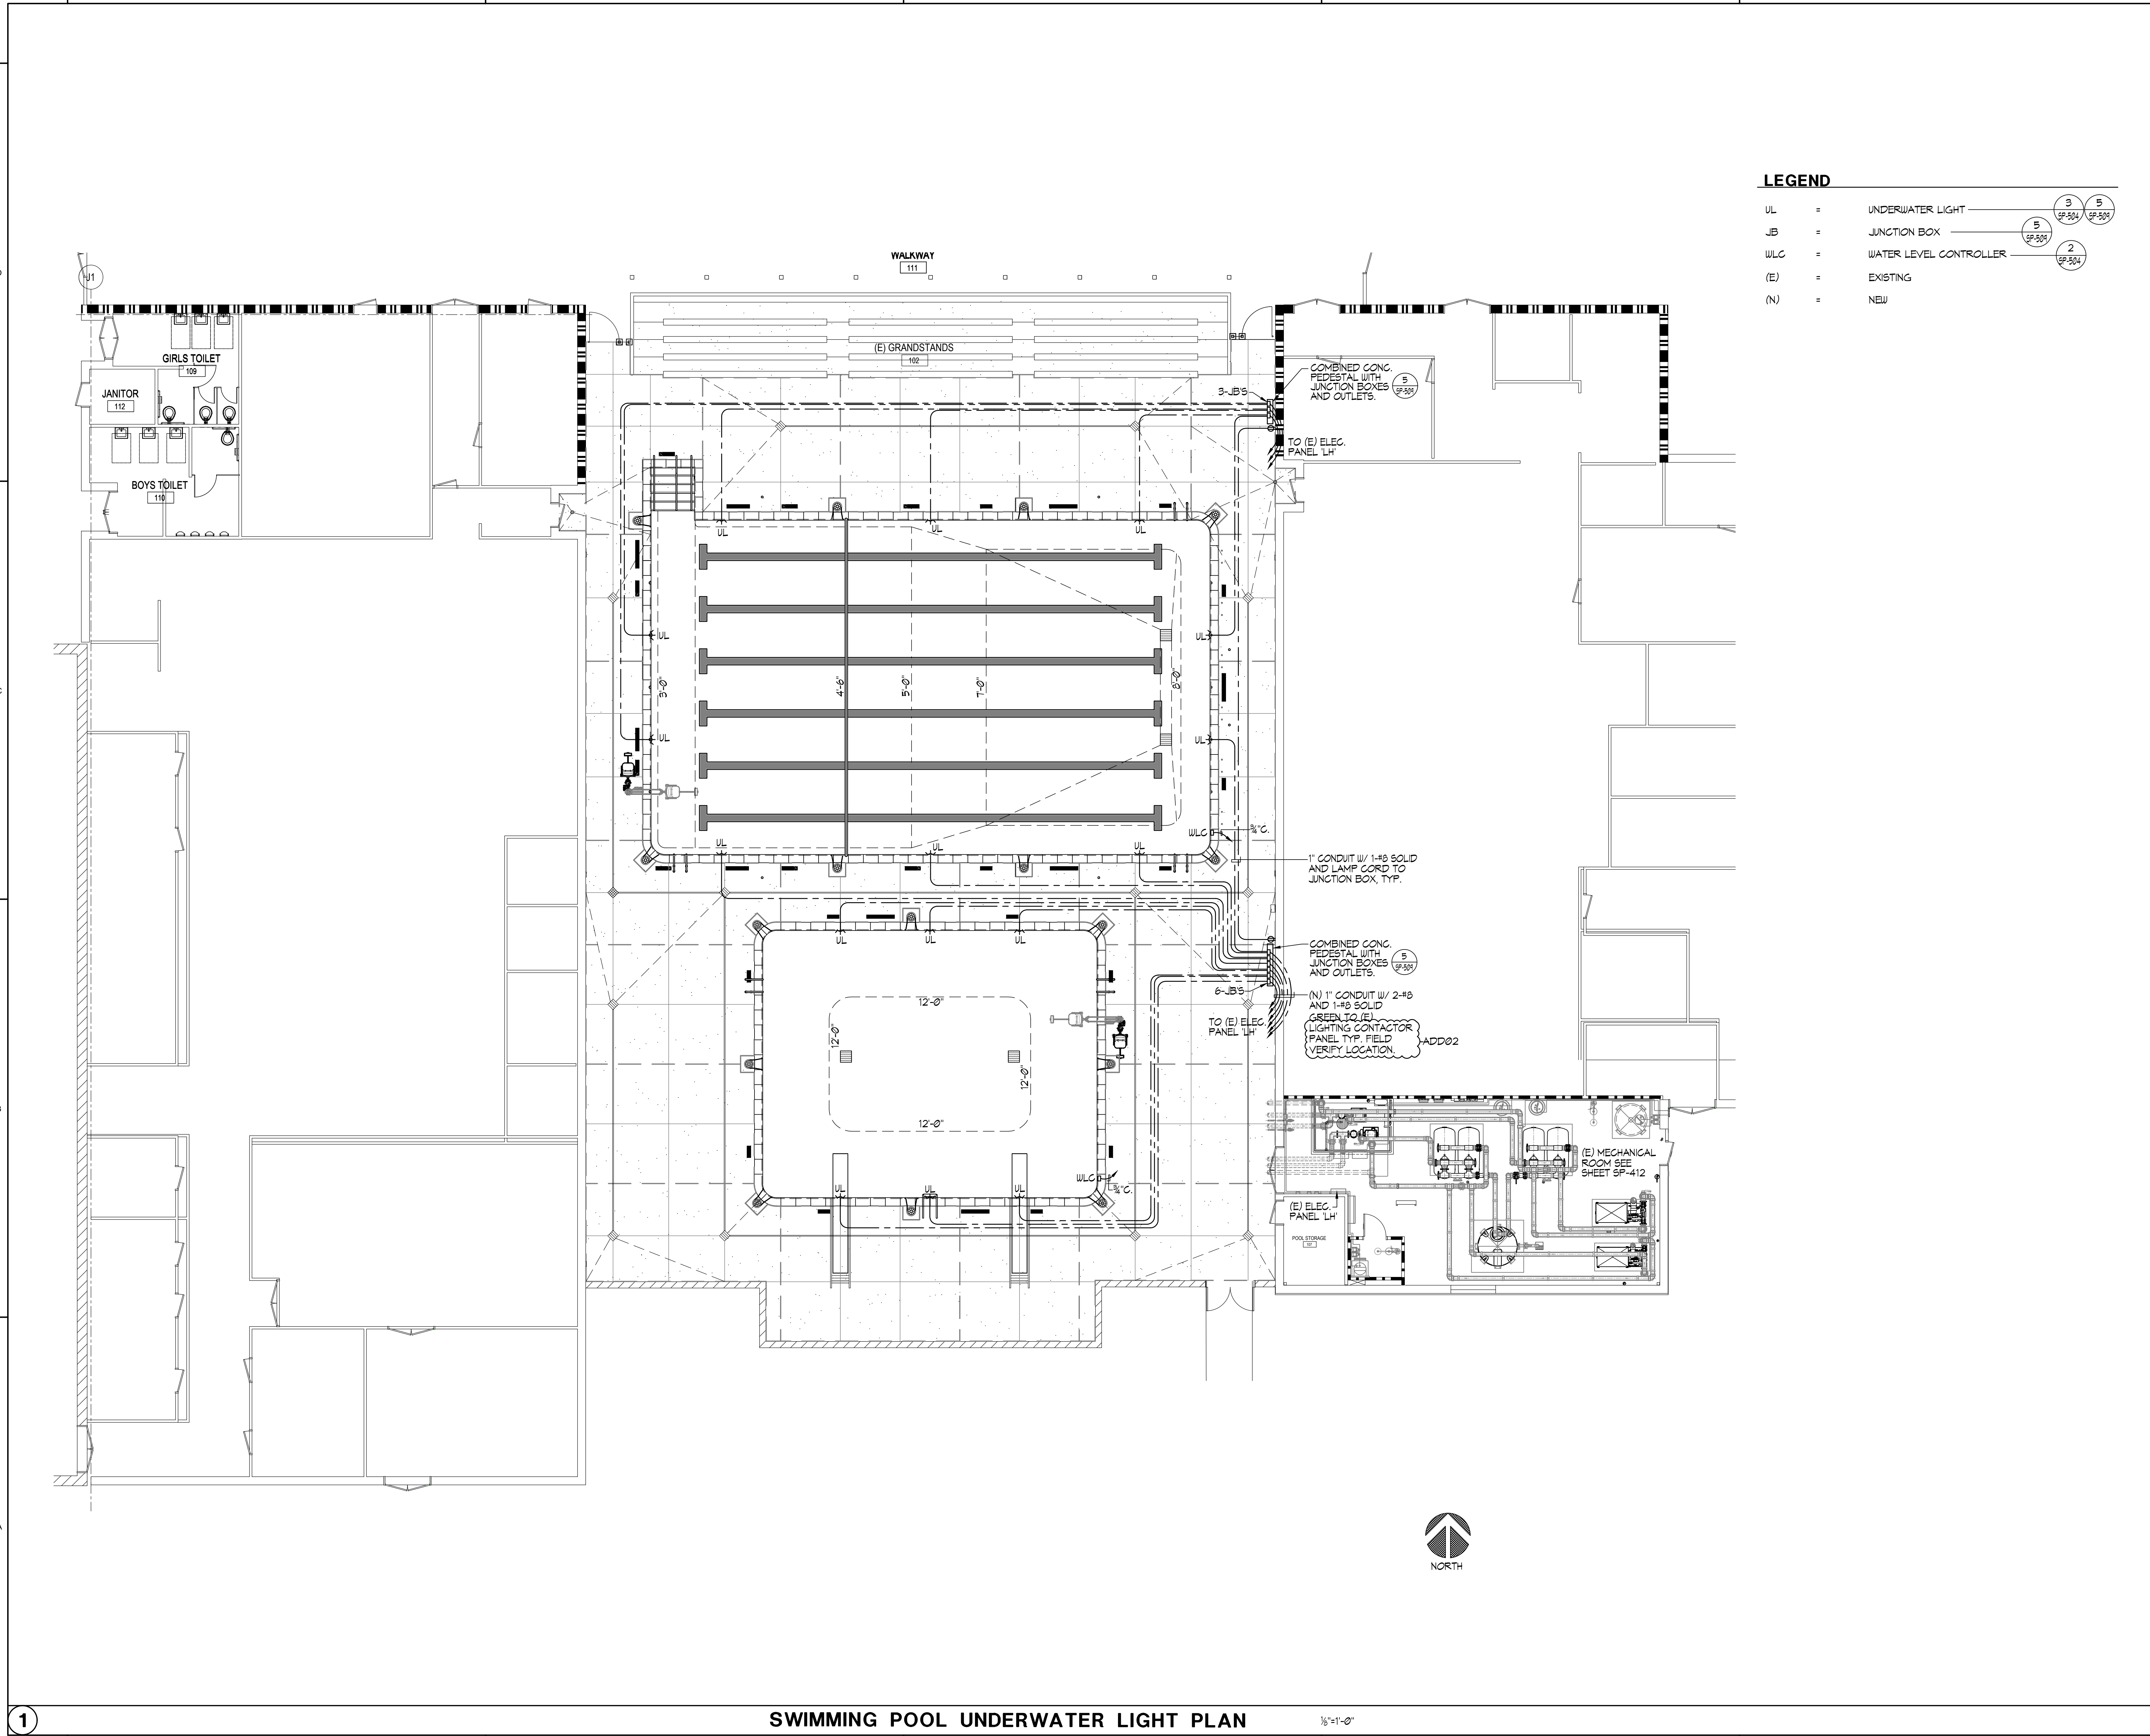 LEGEND
UL = UNDERWATER LIGHT 3 SP-504 5 SP-509
JB = JUNCTION BOX 5 SP-509
WLC = WATER LEVEL CONTROLLER 2 SP-504
(E) = EXISTING
(N) = NEW
J1
WALKWAY
111
(E) GRANDSTANDS
102
GIRLS TOILET
109
JANITOR
112
BOYS TOILET
110
COMBINED CONC.
PEDESTAL WITH
JUNCTION BOXES
AND OUTLETS.
5
SP-509
3-JB'S
TO (E) ELEC.
PANEL 'LH'
UL
UL
UL
UL
UL
UL
UL
3'-0"
4'-6"
5'-0"
7'-0"
8'-0"
WLC
3/4"C.
UL
UL
UL
1" CONDUIT W/ 1-#8 SOLID
AND LAMP CORD TO
JUNCTION BOX, TYP.
UL
UL
UL
COMBINED CONC.
PEDESTAL WITH
JUNCTION BOXES
AND OUTLETS.
5
SP-509
6-JB'S
(N) 1" CONDUIT W/ 2-#8
AND 1-#8 SOLID
GREEN TO (E)
LIGHTING CONTACTOR
PANEL TYP. FIELD
VERIFY LOCATION.
ADD02
TO (E) ELEC.
PANEL 'LH'
12'-0"
12'-0"
12'-0"
12'-0"
WLC
3/4"C.
UL
UL
UL
(E) MECHANICAL
ROOM SEE
SHEET SP-412
(E) ELEC.
PANEL 'LH'
POOL STORAGE
NORTH
1
SWIMMING POOL UNDERWATER LIGHT PLAN
1/8"=1'-0"